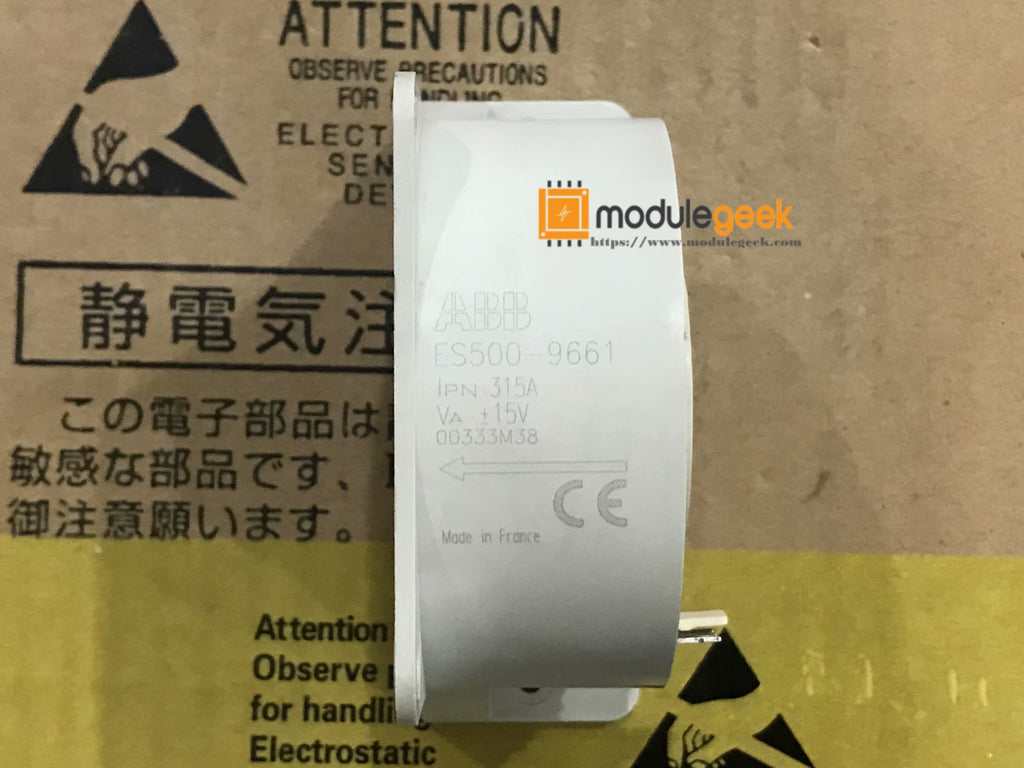 ATTENTION
OBSERVE PRECAUTIONS
FOR HANDLING
ELECT
SEN
DE
modulegeek
https://www.modulegeek.com
静電気注
ABB
ES500-9661
IPN 315A
VA ±15V
00333M38
CE
Made in France
この電子部品は
敏感な部品です、
御注意願います。
Attention
Observe
for handli
Electrostatic